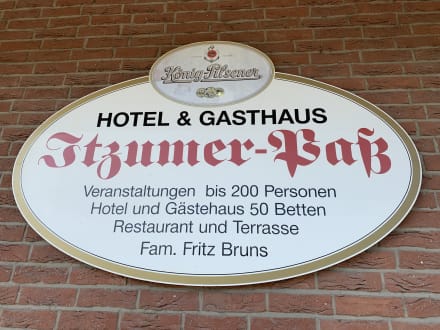 König-Pilsener
HOTEL & GASTHAUS
Itzumer-Paß
Veranstaltungen bis 200 Personen
Hotel und Gästehaus 50 Betten
Restaurant und Terrasse
Fam. Fritz Bruns